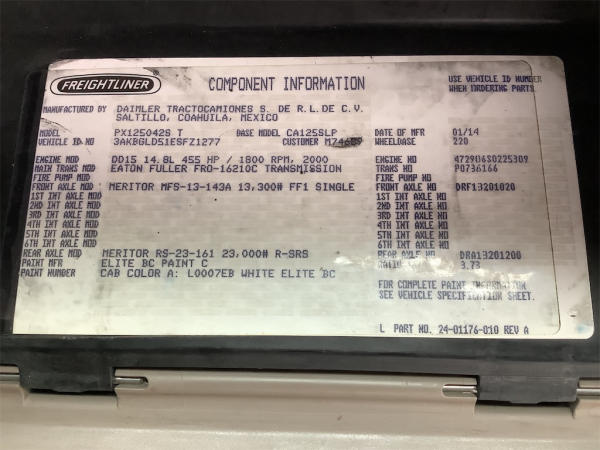 FREIGHTLINER COMPONENT INFORMATION USE VEHICLE ID NUMBER
WHEN ORDERING PARTS.
MANUFACTURED BY DAIMLER TRACTOCAMIONES S. DE R.L.DE C.V.
SALTILLO, COAHUILA, MEXICO
MODEL PX125042S T BASE MODEL CA125SLP DATE OF MFR 01/14
VEHICLE ID NO 3AKBGLD51ESFZ1277 CUSTOMER WHEELBASE 220
ENGINE MOD DD15 14.8L 455 HP / 1800 RPM, 2000 ENGINE NO 472906S0225309
MAIN TRANS MOD EATON FULLER FRO-16210C TRANSMISSION TRANS NO P0736166
FIRE PUMP MOD FIRE PUMP NO
FRONT AXLE MOD MERITOR MFS-13-143A 13,300# FF1 SINGLE FRONT AXLE NO DRF13201020
1ST INT AXLE MOD 1ST INT AXLE NO
2ND INT AXLE MOD 2ND INT AXLE NO
3RD INT AXLE MOD 3RD INT AXLE NO
4TH INT AXLE MOD 4TH INT AXLE NO
5TH INT AXLE MOD 5TH INT AXLE NO
6TH INT AXLE MOD 6TH INT AXLE NO
REAR AXLE MOD MERITOR RS-23-161 23,000# R-SRS REAR AXLE NO DRA13201200
PAINT MFR ELITE BC PAINT C RATIO 3.73
PAINT NUMBER CAB COLOR A: L0007EB WHITE ELITE BC
FOR COMPLETE PAINT INFORMATION
SEE VEHICLE SPECIFICATION SHEET.
L PART NO. 24-01176-010 REV A